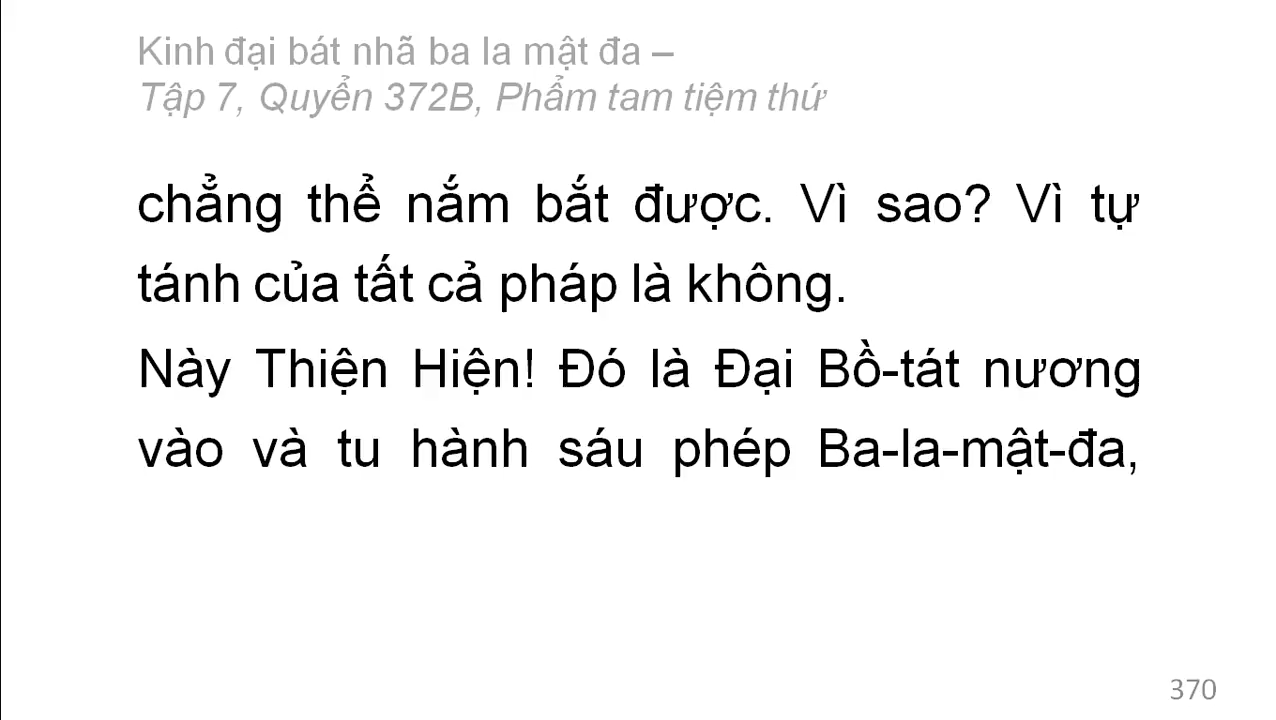 Kinh đại bát nhã ba la mật đa –
Tập 7, Quyển 372B, Phẩm tam tiệm thứ
chẳng thể nắm bắt được. Vì sao? Vì tự
tánh của tất cả pháp là không.
Này Thiện Hiện! Đó là Đại Bồ-tát nương
vào và tu hành sáu phép Ba-la-mật-đa,
370